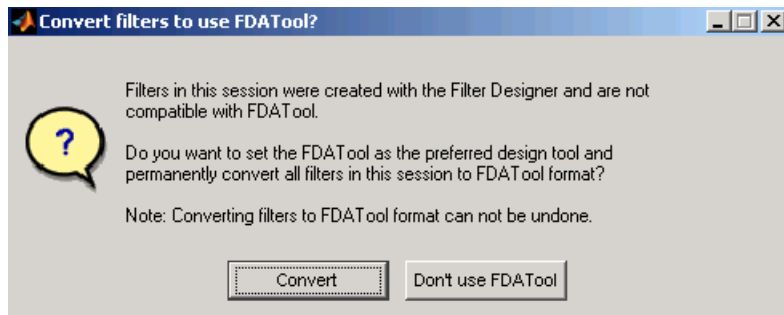 Convert filters to use FDATool?
Filters in this session were created with the Filter Designer and are not
compatible with FDATool.
Do you want to set the FDATool as the preferred design tool and
permanently convert all filters in this session to FDATool format?
Note: Converting filters to FDATool format can not be undone.
Convert
Don't use FDATool